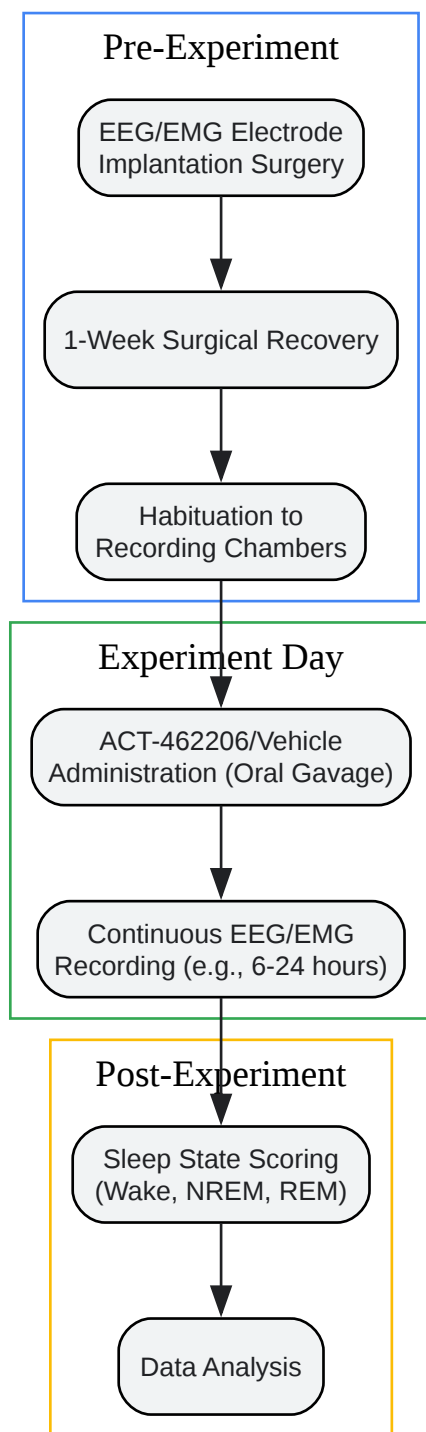 Pre-Experiment
EEG/EMG Electrode
Implantation Surgery
1-Week Surgical Recovery
Habituation to
Recording Chambers
Experiment Day
ACT-462206/Vehicle
Administration (Oral Gavage)
Continuous EEG/EMG
Recording (e.g., 6-24 hours)
Post-Experiment
Sleep State Scoring
(Wake, NREM, REM)
Data Analysis